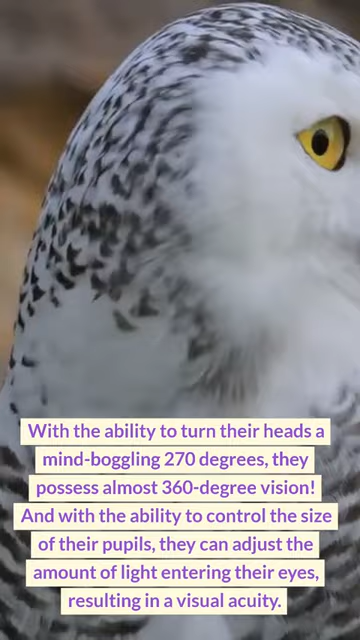 With the ability to turn their heads a
mind-boggling 270 degrees, they
possess almost 360-degree vision!
And with the ability to control the size
of their pupils, they can adjust the
amount of light entering their eyes,
resulting in a visual acuity.